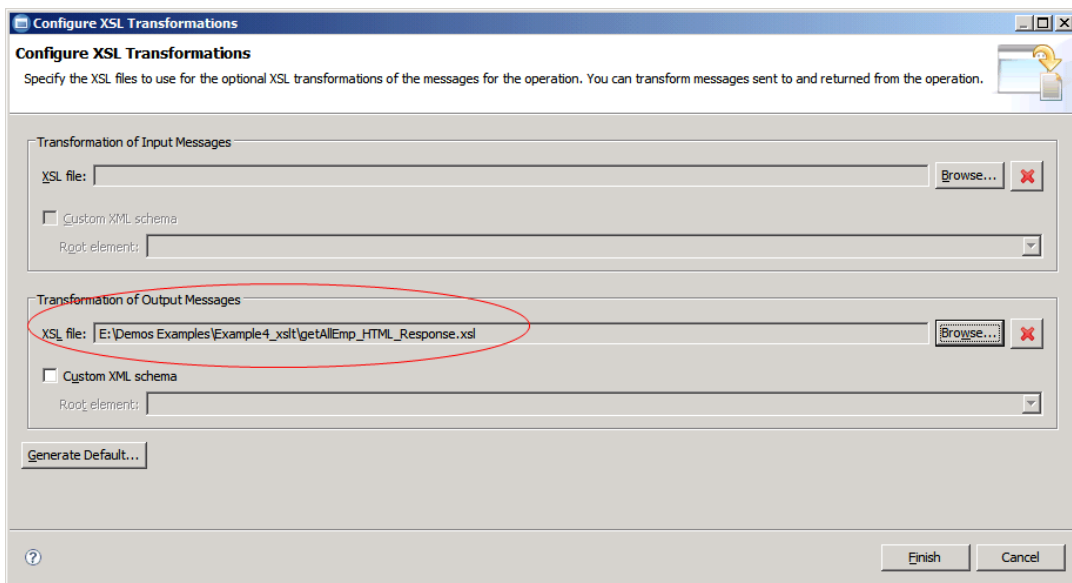 Configure XSL Transformations
Configure XSL Transformations
Specify the XSL files to use for the optional XSL transformations of the messages for the operation. You can transform messages sent to and returned from the operation.
Transformation of Input Messages
XSL file:
Browse...
Custom XML schema
Root element:
Transformation of Output Messages
XSL file: E:\Demos Examples\Example4_xslt\getAllEmp_HTML_Response.xsl
Browse...
Custom XML schema
Root element:
Generate Default...
?
Finish Cancel